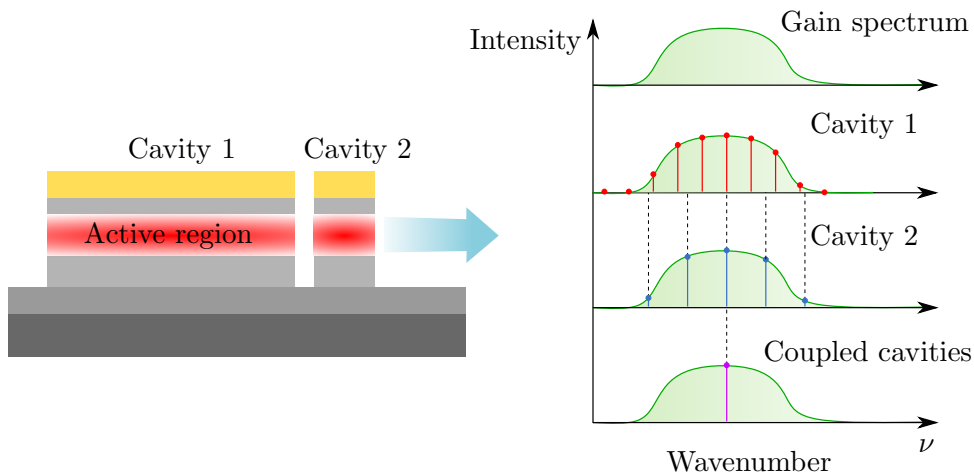 Cavity 1
Cavity 2
Active region
Intensity
Gain spectrum
Cavity 1
Cavity 2
Coupled cavities
ν
Wavenumber